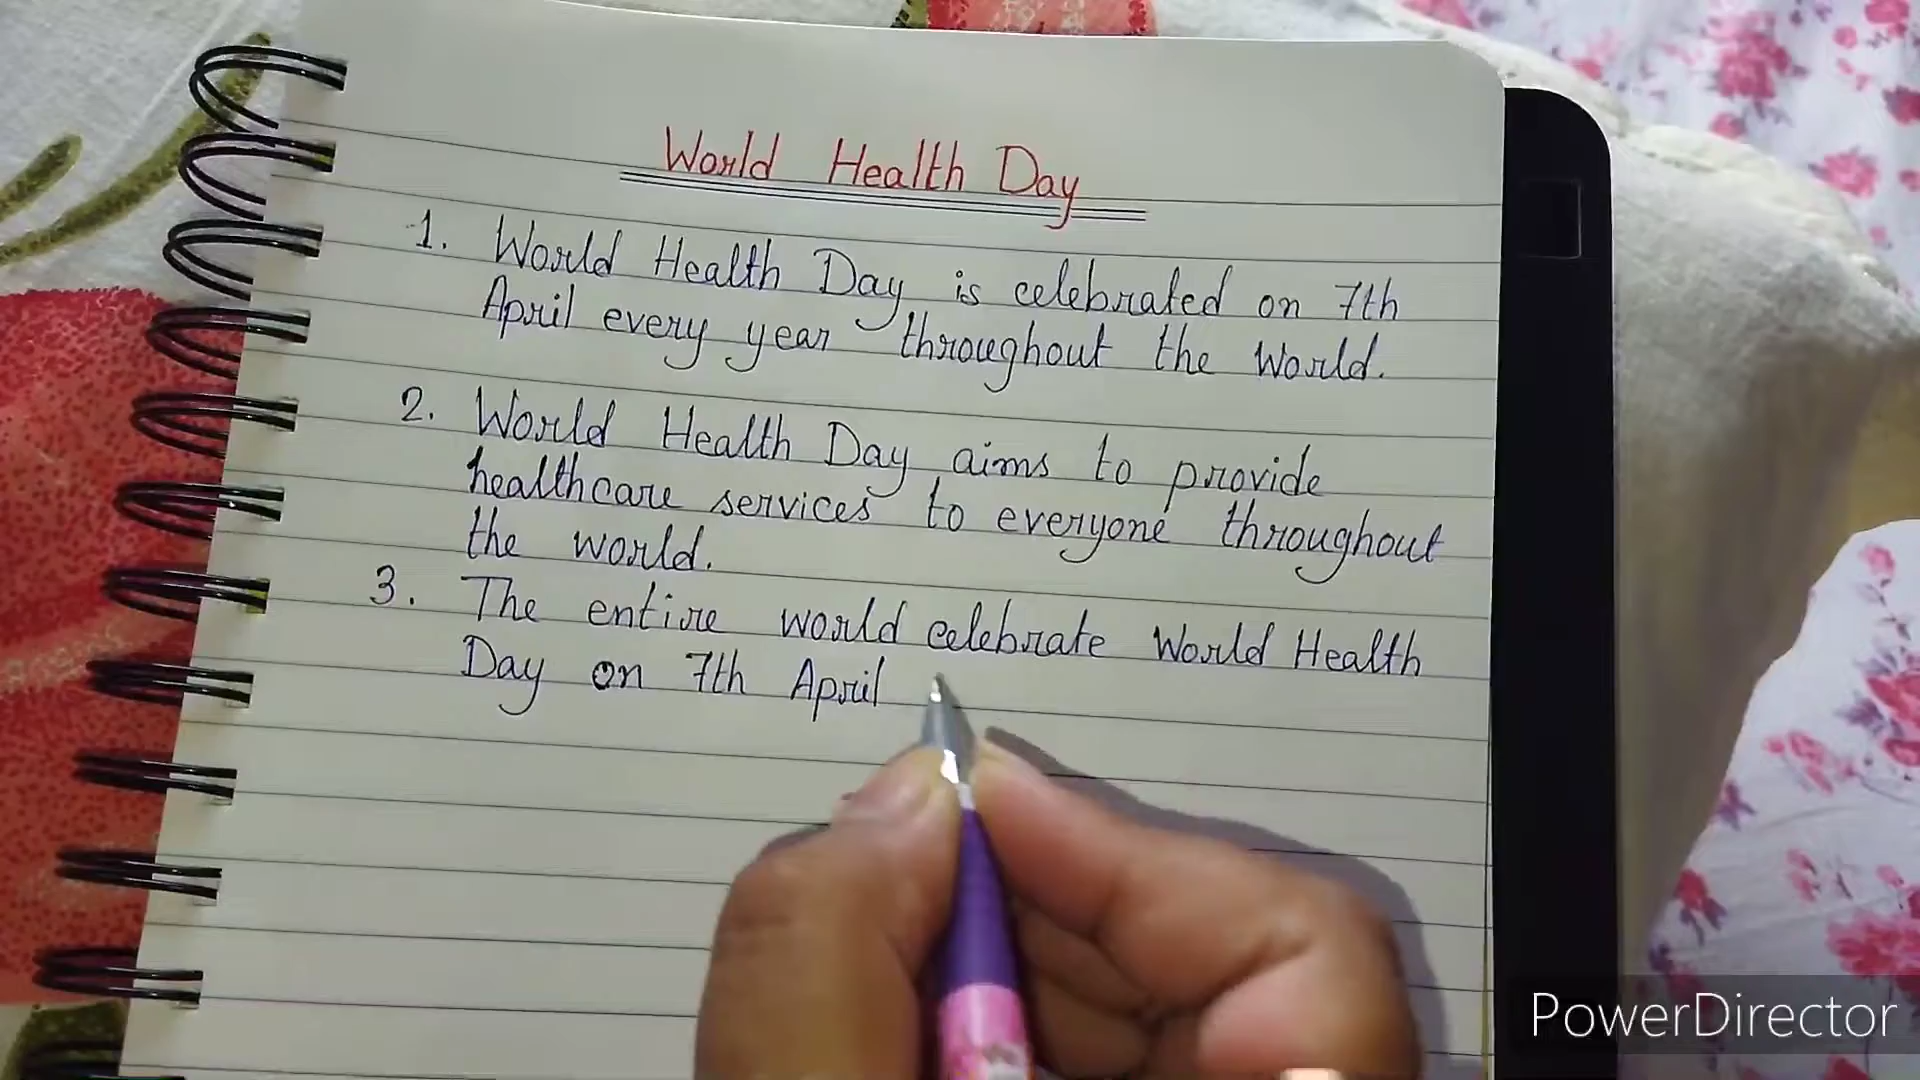 World Health Day
1. World Health Day is celebrated on 7th
April every year throughout the World.
2. World Health Day aims to provide
healthcare services to everyone throughout
the world.
3. The entire world celebrate World Health
Day on 7th April
PowerDirector